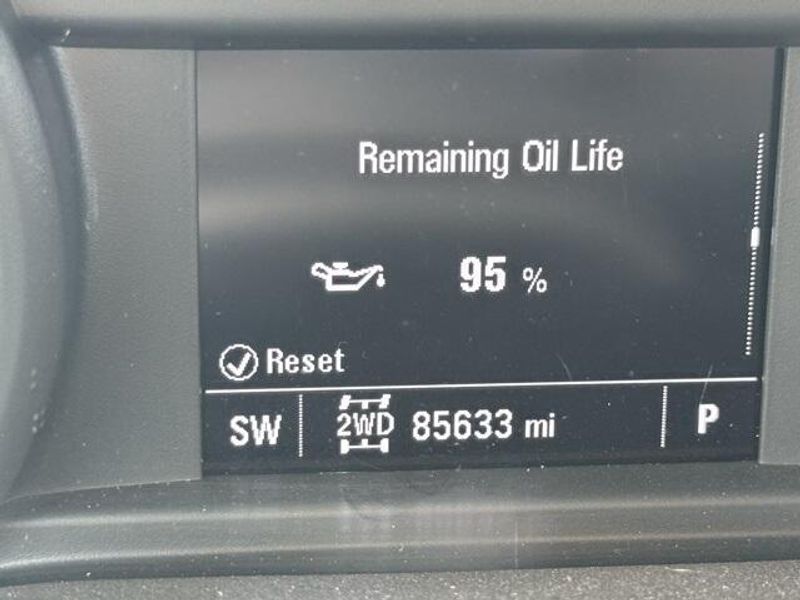 Remaining Oil Life
95 %
Reset
SW 2WD 85633 mi P